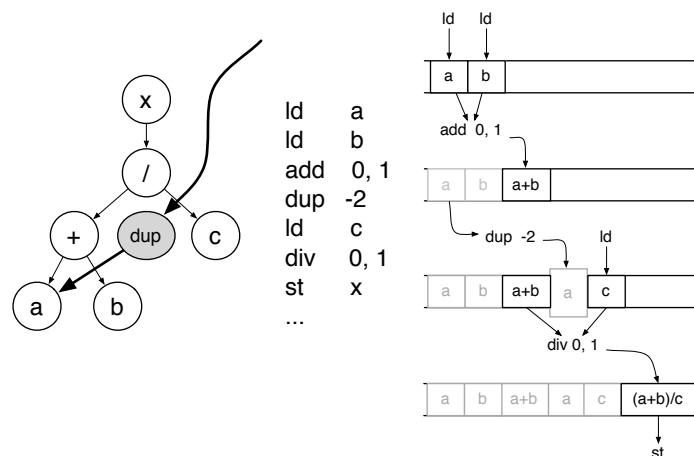 x
/
+
dup
c
a
b
ld a
ld b
add 0, 1
dup -2
ld c
div 0, 1
st x
...
ld ld
a b
add 0, 1
a b a+b
dup -2
ld
a b a+b a c
div 0, 1
a b a+b a c (a+b)/c
st